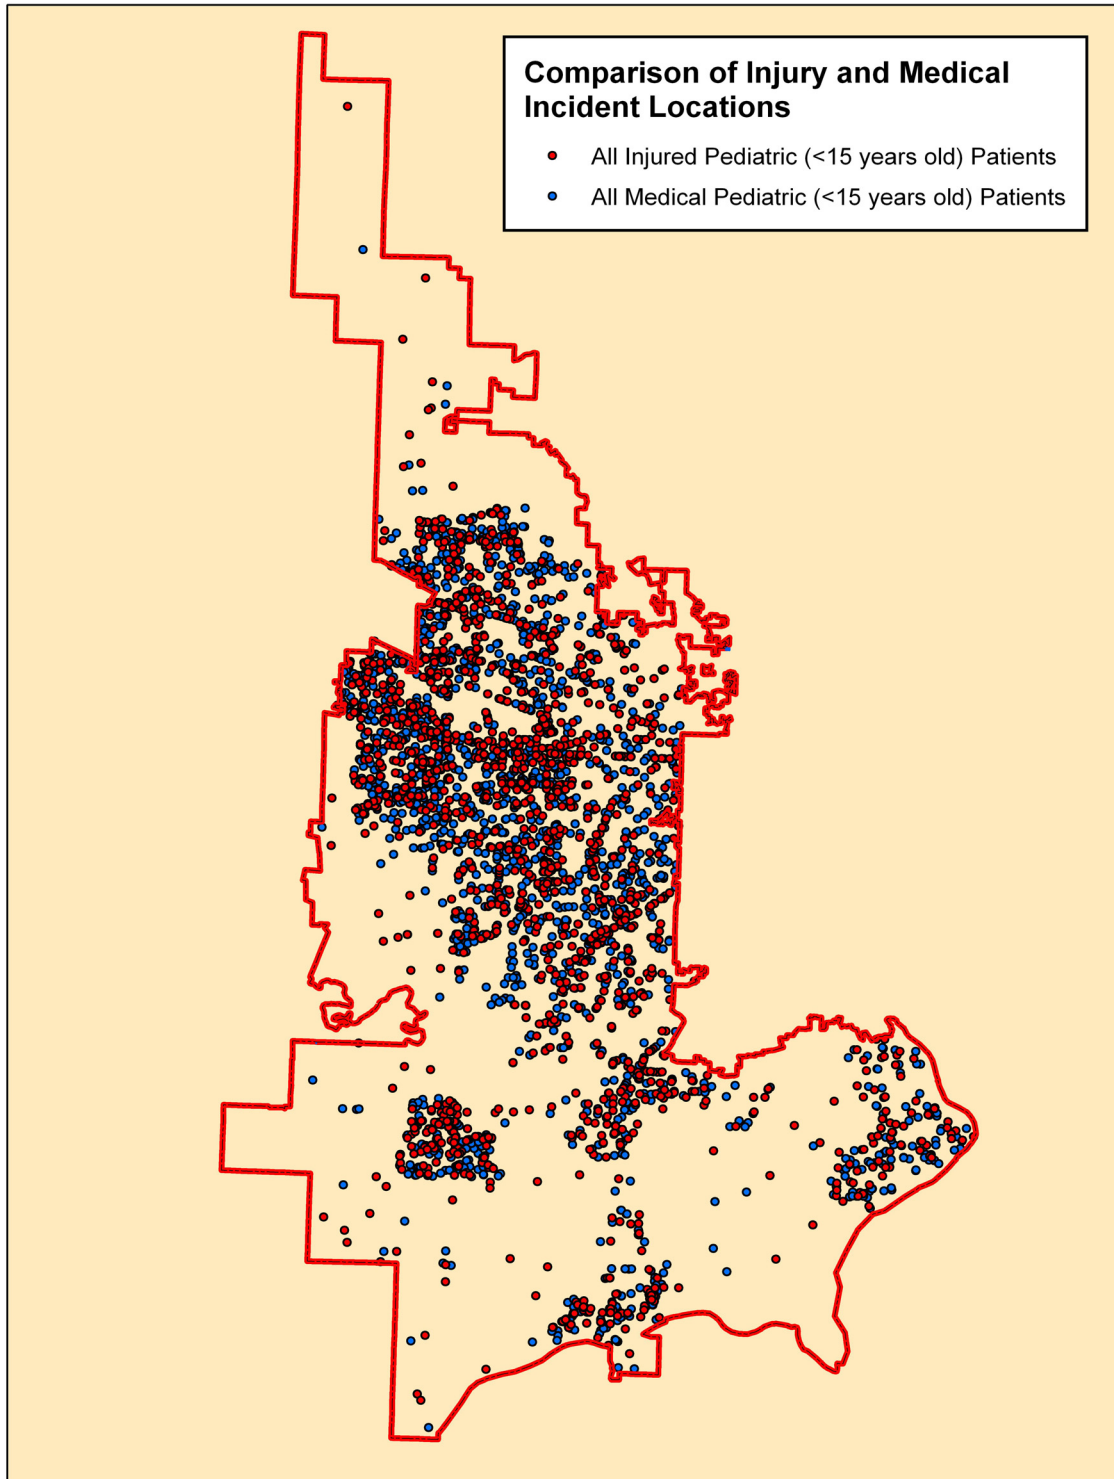 Comparison of Injury and Medical
Incident Locations
All Injured Pediatric (<15 years old) Patients
All Medical Pediatric (<15 years old) Patients